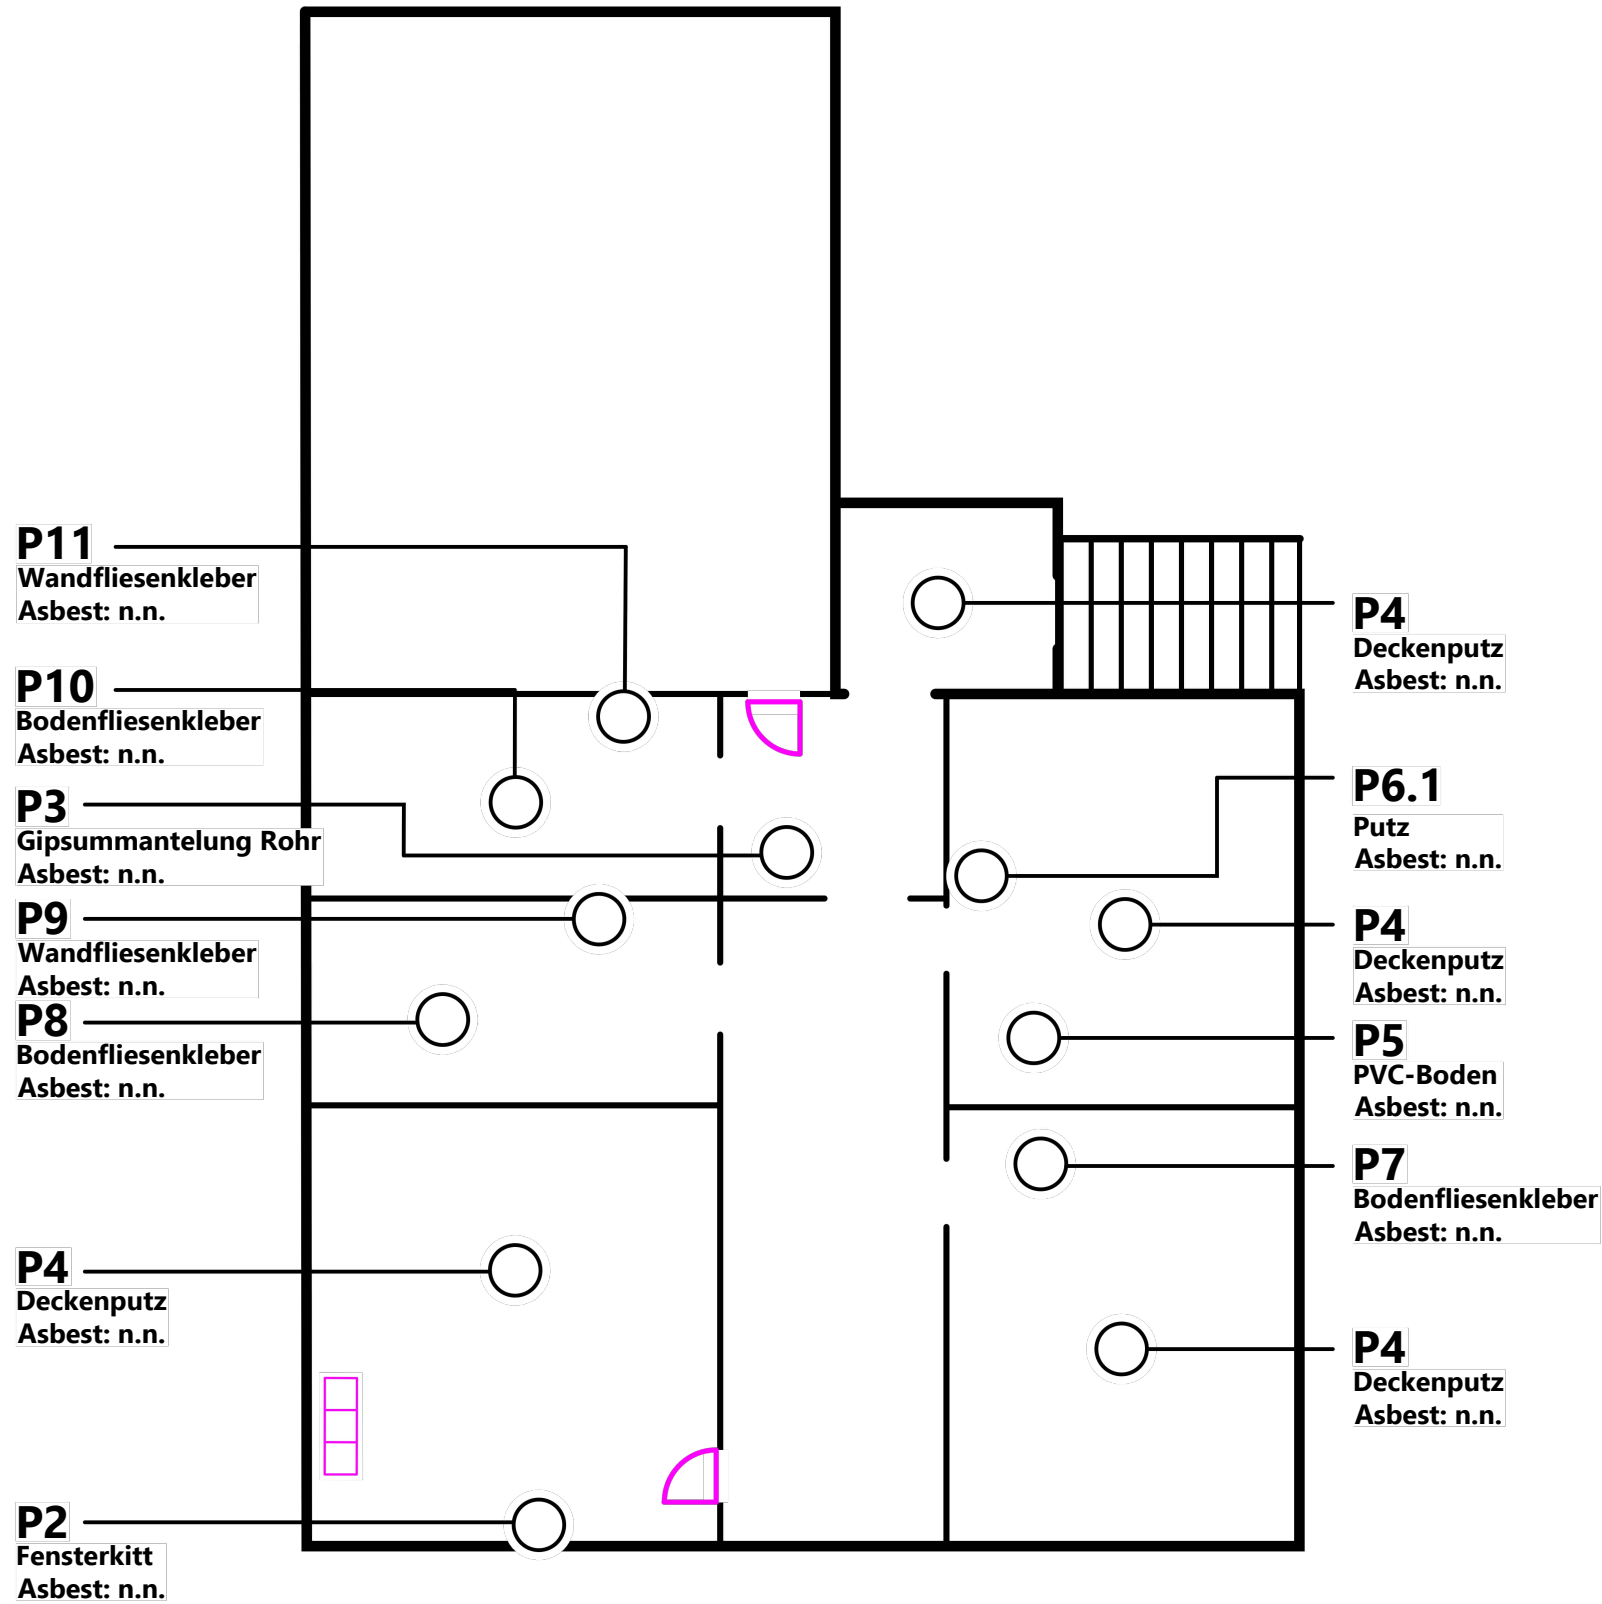 P11
Wandfliesenkleber
Asbest: n.n.
P10
Bodenfliesenkleber
Asbest: n.n.
P3
Gipsummantelung Rohr
Asbest: n.n.
P9
Wandfliesenkleber
Asbest: n.n.
P8
Bodenfliesenkleber
Asbest: n.n.
P4
Deckenputz
Asbest: n.n.
P2
Fensterkitt
Asbest: n.n.
P4
Deckenputz
Asbest: n.n.
P6.1
Putz
Asbest: n.n.
P4
Deckenputz
Asbest: n.n.
P5
PVC-Boden
Asbest: n.n.
P7
Bodenfliesenkleber
Asbest: n.n.
P4
Deckenputz
Asbest: n.n.